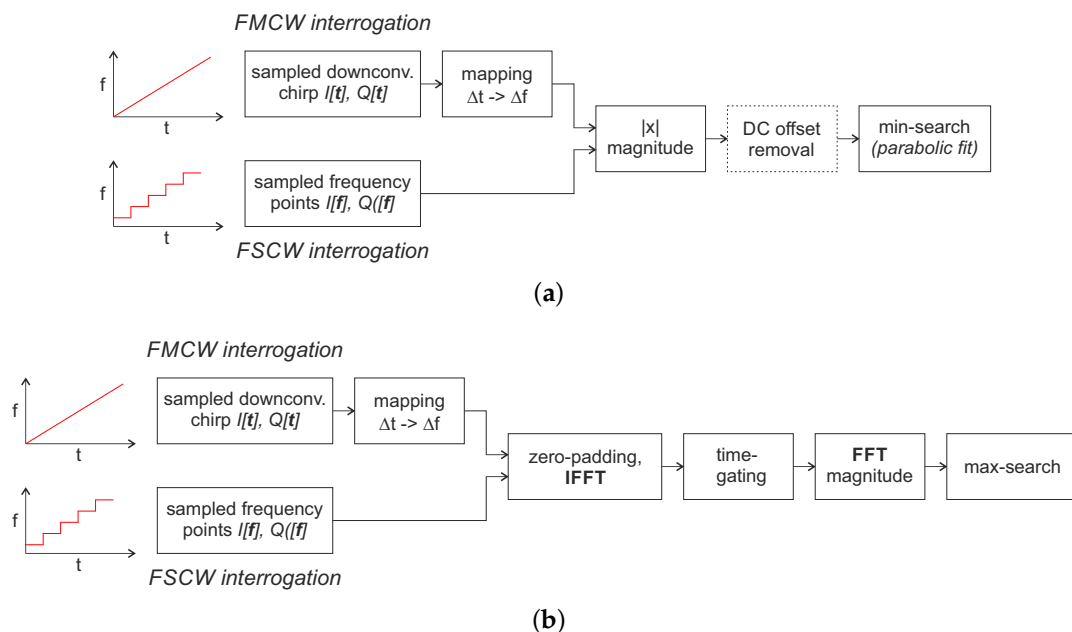 FMCW interrogation
f
t
sampled downconv.
chirp I[t], Q[t]
mapping
Δt -> Δf
|x|
magnitude
DC offset
removal
min-search
(parabolic fit)
f
t
sampled frequency
points I[f], Q([f]
FSCW interrogation
(a)
FMCW interrogation
f
t
sampled downconv.
chirp I[t], Q[t]
mapping
Δt -> Δf
zero-padding,
IFFT
time-
gating
FFT
magnitude
max-search
f
t
sampled frequency
points I[f], Q([f]
FSCW interrogation
(b)